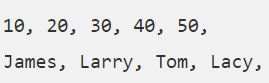 10, 20, 30, 40, 50,
James, Larry, Tom, Lacy,